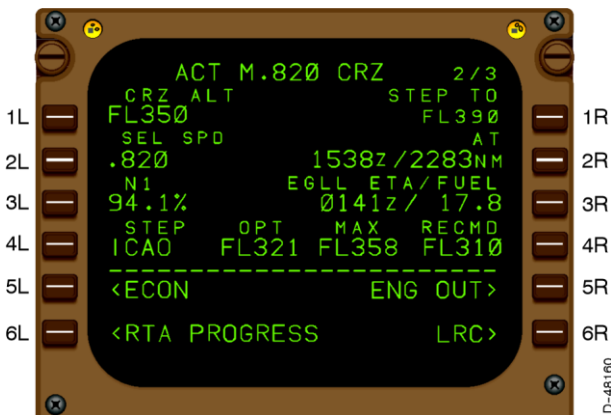 ACT M.820 CRZ 2/3
CRZ ALT STEP TO
1L FL350 FL390 1R
SEL SPD AT
2L .820 1538z/2283NM 2R
N1 EGLL ETA/FUEL
3L 94.1% 0141z/ 17.8 3R
STEP OPT MAX RECMD
4L ICAO FL321 FL358 FL310 4R
--------------------------------
5L <ECON ENG OUT> 5R
6L <RTA PROGRESS LRC> 6R
D-48160